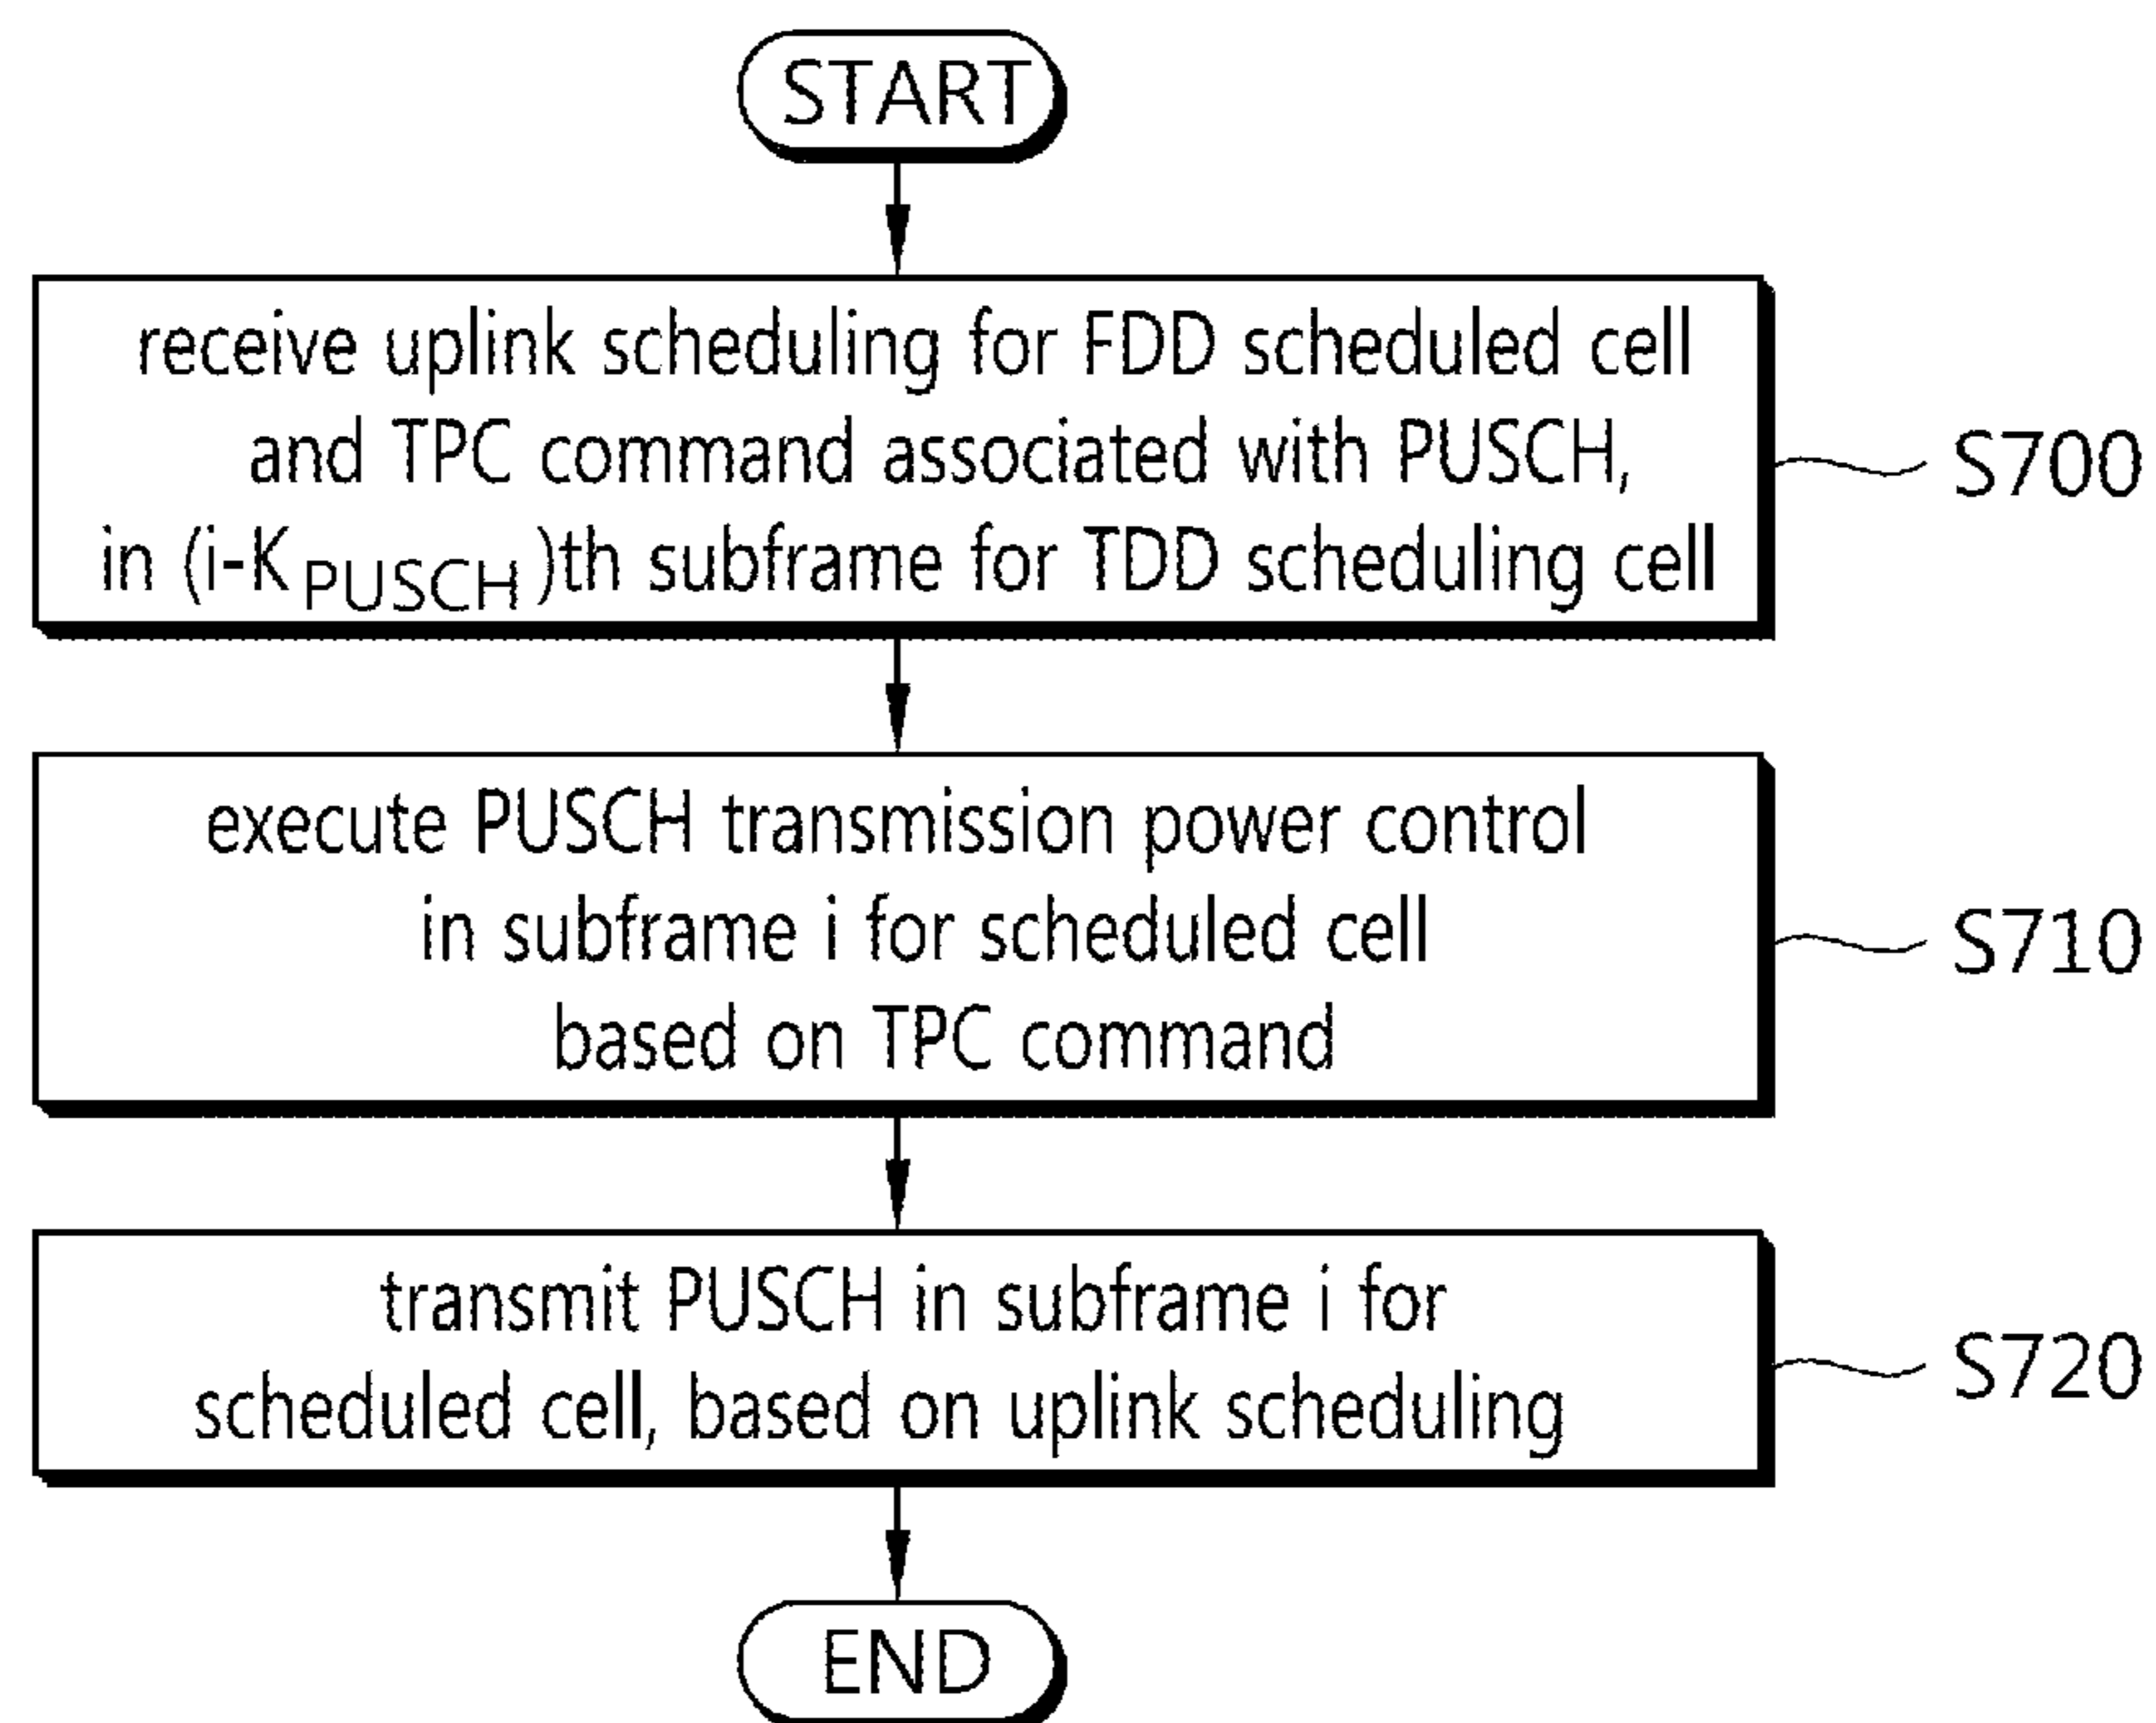 START
receive uplink scheduling for FDD scheduled cell
and TPC command associated with PUSCH,
in (i-K PUSCH)th subframe for TDD scheduling cell
S700
execute PUSCH transmission power control
in subframe i for scheduled cell
based on TPC command
S710
transmit PUSCH in subframe i for
scheduled cell, based on uplink scheduling
S720
END